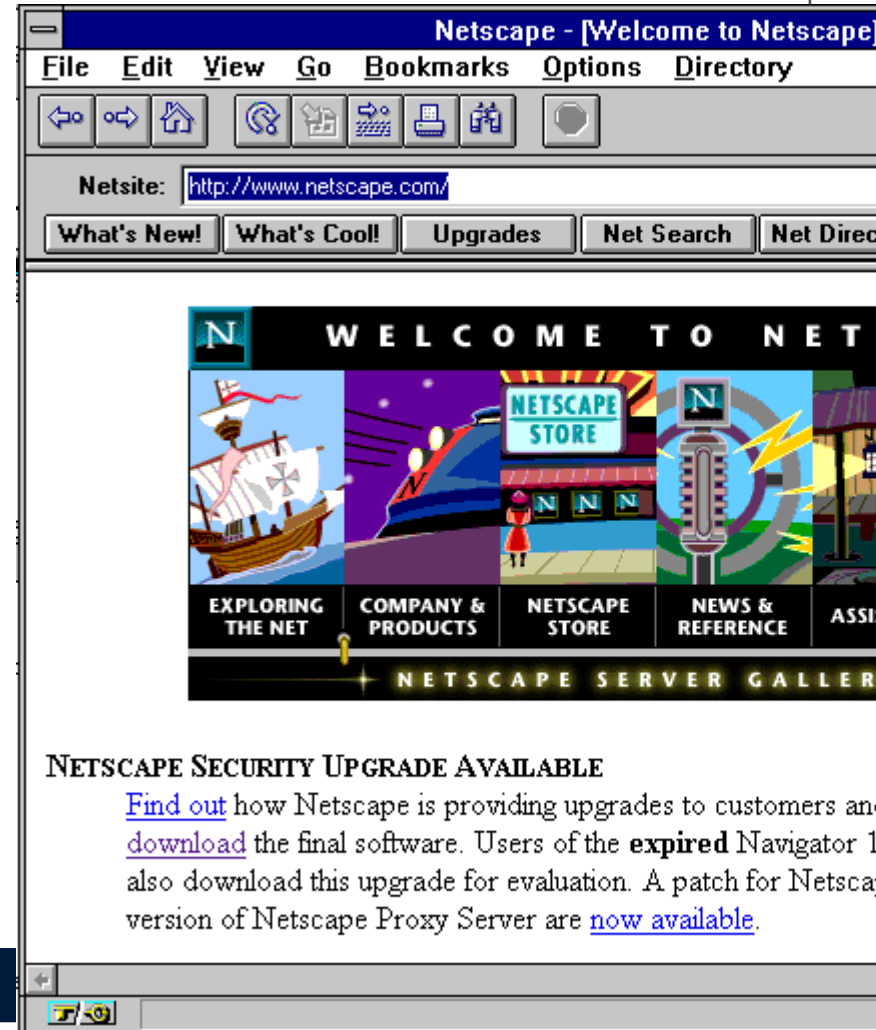 Netscape - [Welcome to Netscape]
File Edit View Go Bookmarks Options Directory
Netsite: http://www.netscape.com/
What's New! What's Cool! Upgrades Net Search Net Direc
N WELCOME TO NET
NETSCAPE
STORE
N
N
N N N
EXPLORING
THE NET
COMPANY &
PRODUCTS
NETSCAPE
STORE
NEWS &
REFERENCE
ASSI
NETSCAPE SERVER GALLER
NETSCAPE SECURITY UPGRADE AVAILABLE
Find out how Netscape is providing upgrades to customers an
download the final software. Users of the expired Navigator 1
also download this upgrade for evaluation. A patch for Netsca
version of Netscape Proxy Server are now available.